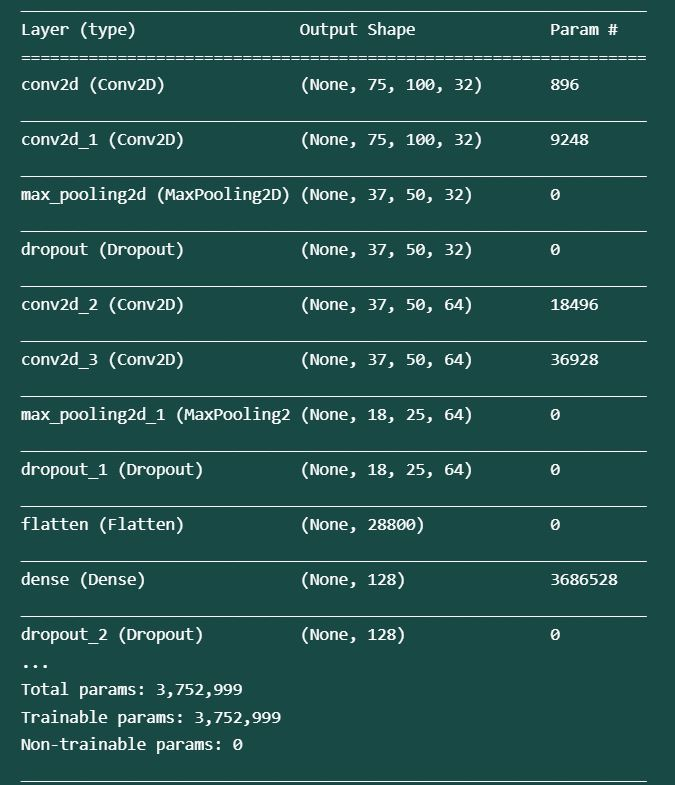 Layer (type) Output Shape Param #
=================================================================
conv2d (Conv2D) (None, 75, 100, 32) 896
conv2d_1 (Conv2D) (None, 75, 100, 32) 9248
max_pooling2d (MaxPooling2D) (None, 37, 50, 32) 0
dropout (Dropout) (None, 37, 50, 32) 0
conv2d_2 (Conv2D) (None, 37, 50, 64) 18496
conv2d_3 (Conv2D) (None, 37, 50, 64) 36928
max_pooling2d_1 (MaxPooling2 (None, 18, 25, 64) 0
dropout_1 (Dropout) (None, 18, 25, 64) 0
flatten (Flatten) (None, 28800) 0
dense (Dense) (None, 128) 3686528
dropout_2 (Dropout) (None, 128) 0
...
Total params: 3,752,999
Trainable params: 3,752,999
Non-trainable params: 0